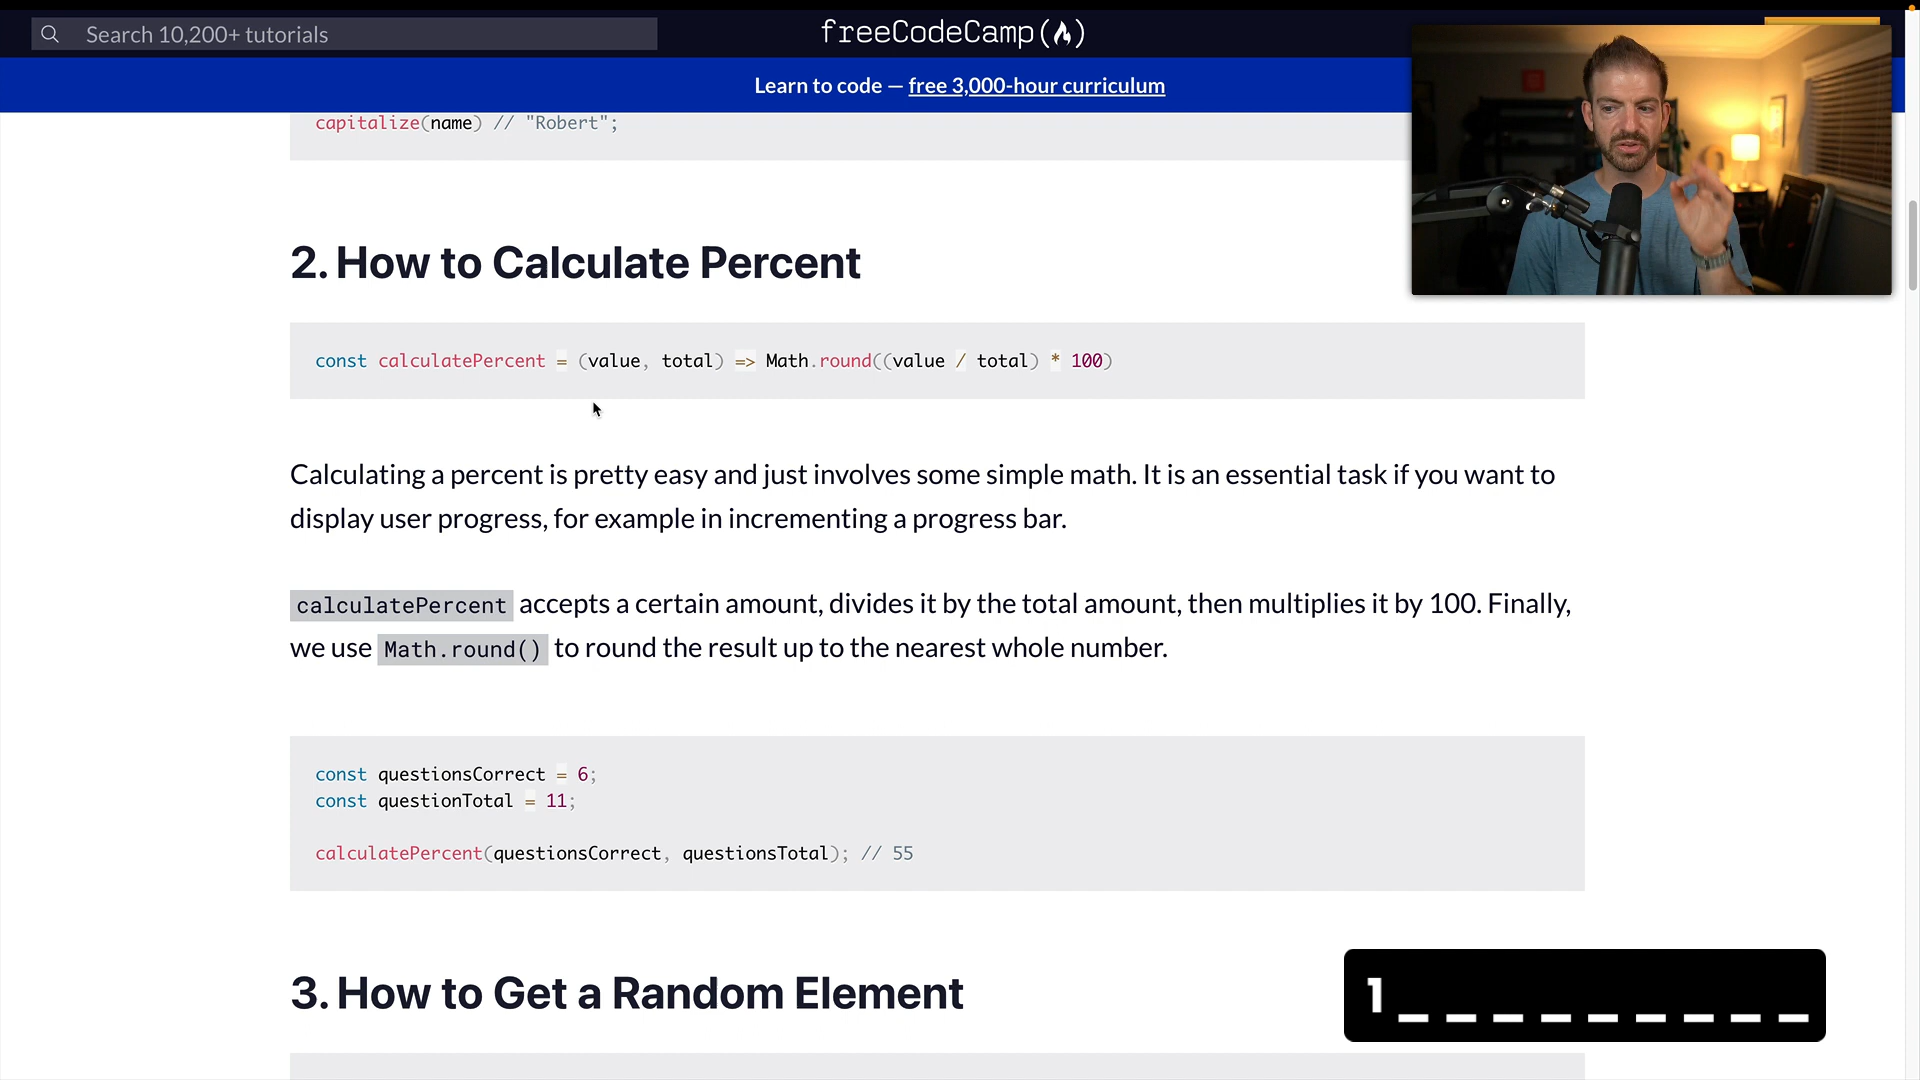 Search 10,200+ tutorials
freeCodeCamp(🔥)
Learn to code — free 3,000-hour curriculum
capitalize(name) // "Robert";
2. How to Calculate Percent
const calculatePercent = (value, total) => Math.round((value / total) * 100)
Calculating a percent is pretty easy and just involves some simple math. It is an essential task if you want to
display user progress, for example in incrementing a progress bar.
calculatePercent accepts a certain amount, divides it by the total amount, then multiplies it by 100. Finally,
we use Math.round() to round the result up to the nearest whole number.
const questionsCorrect = 6;
const questionTotal = 11;
calculatePercent(questionsCorrect, questionsTotal); // 55
3. How to Get a Random Element
1 _ _ _ _ _ _ _ _ _